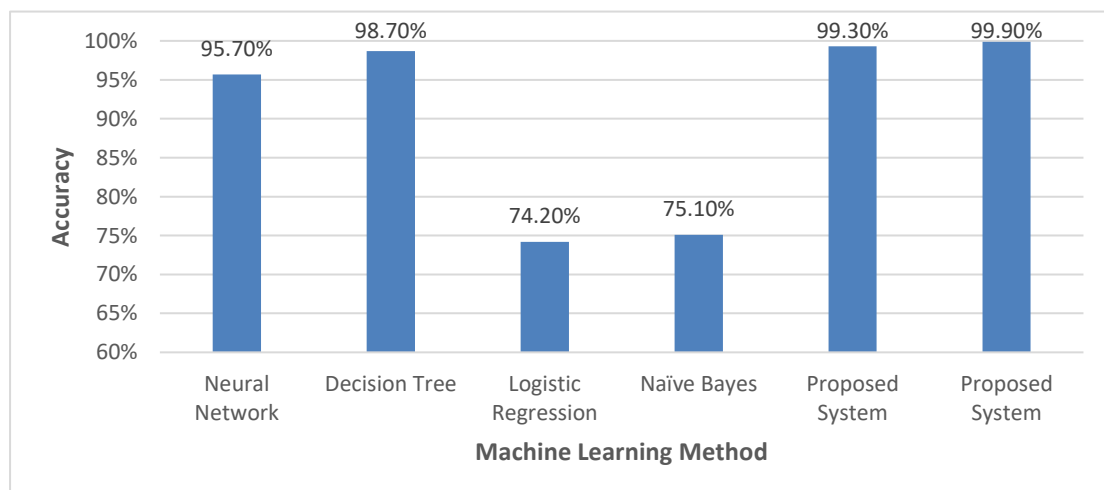 100%
95%
90%
85%
80%
75%
70%
65%
60%
Accuracy
95.70%
98.70%
74.20%
75.10%
99.30%
99.90%
Neural
Network
Decision Tree
Logistic
Regression
Naïve Bayes
Proposed
System
Proposed
System
Machine Learning Method